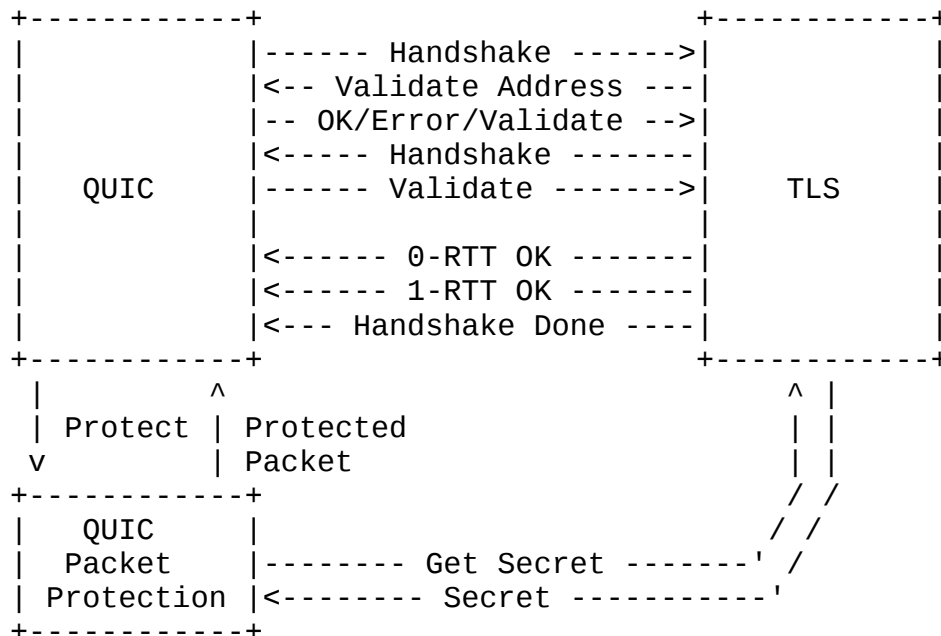 Handshake
Validate Address
OK/Error/Validate
Handshake
QUIC Validate TLS
0-RTT OK
1-RTT OK
Handshake Done
Protect Protected
Packet
QUIC
Packet Get Secret
Protection Secret